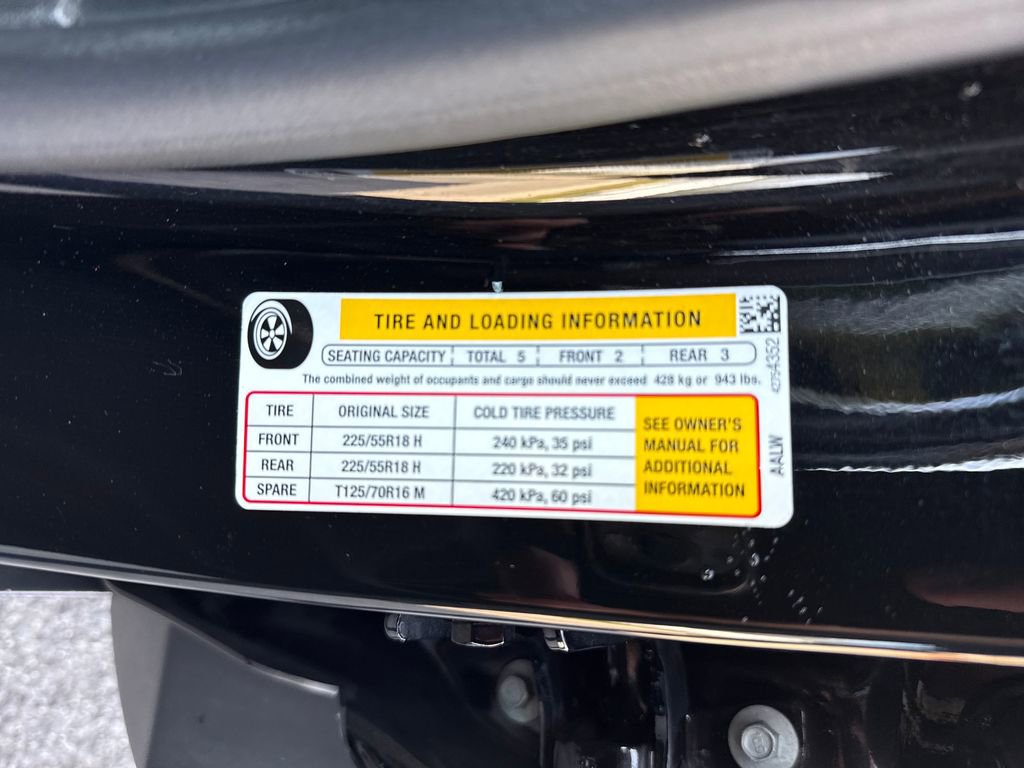 TIRE AND LOADING INFORMATION
SEATING CAPACITY TOTAL 5 FRONT 2 REAR 3
The combined weight of occupants and cargo should never exceed 428 kg or 943 lbs.
TIRE ORIGINAL SIZE COLD TIRE PRESSURE
FRONT 225/55R18 H 240 kPa, 35 psi
REAR 225/55R18 H 220 kPa, 32 psi
SPARE T125/70R16 M 420 kPa, 60 psi
SEE OWNER'S
MANUAL FOR
ADDITIONAL
INFORMATION
AALW